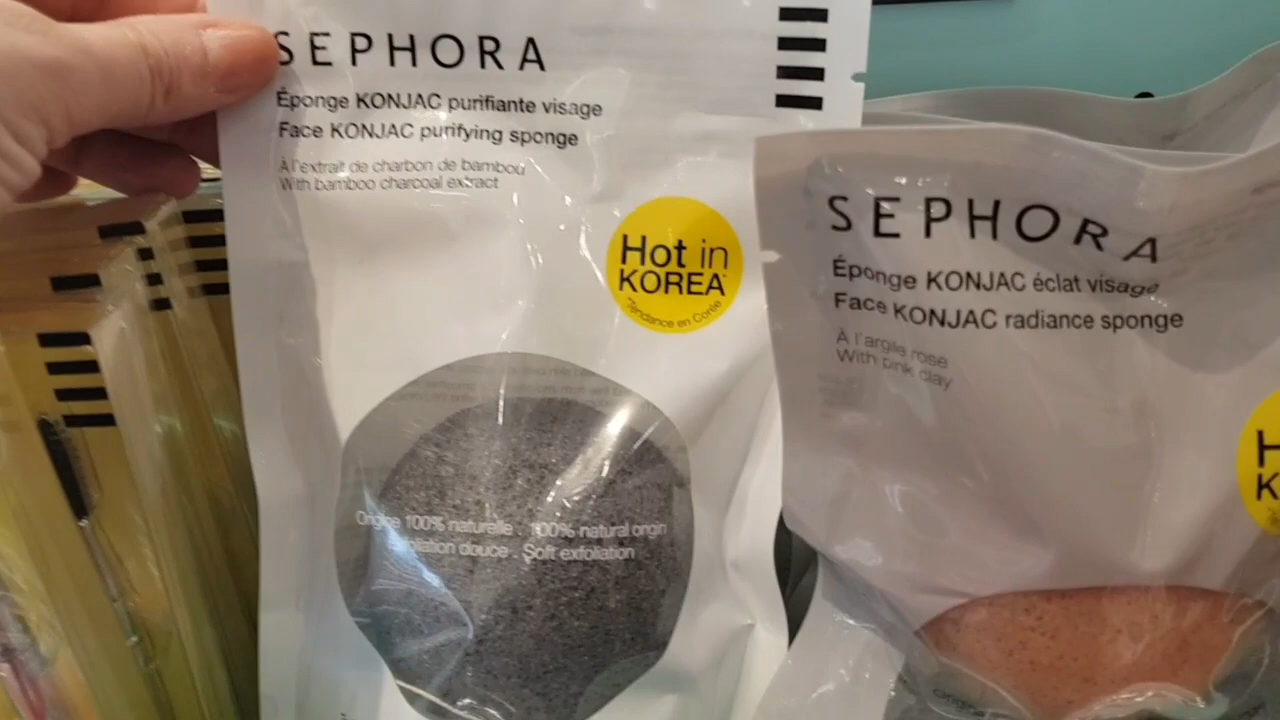 SEPHORA
Éponge KONJAC purifiante visage
Face KONJAC purifying sponge
À l'extrait de charbon de bambou
With bamboo charcoal extract
Hot in
KOREA
Tendance en Corée
Origine 100% naturelle . 100% natural origin
douce . Soft exfoliation
SEPHORA
Éponge KONJAC éclat visage
Face KONJAC radiance sponge
À l'argile rose
With pink clay
H
K